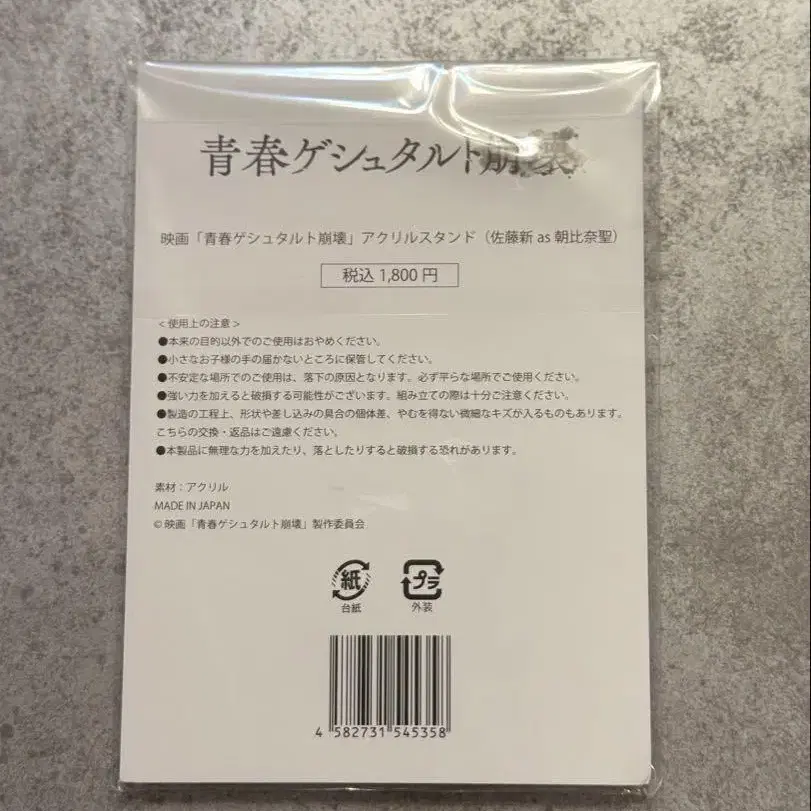 青春ゲシュタルト崩壊
映画「青春ゲシュタルト崩壊」アクリルスタンド（佐藤新 as 朝比奈聖）
税込 1,800 円
＜使用上の注意＞
●本来の目的以外でのご使用はおやめください。
●小さなお子様の手の届かないところに保管してください。
●不安定な場所でのご使用は、落下の原因となります。必ず平らな場所でご使用ください。
●強い力を加えると破損する可能性がございます。組み立ての際は十分ご注意ください。
●製造の工程上、形状や差し込みの具合の個体差、やむを得ない微細なキズが入るものもあります。
こちらの交換・返品はご遠慮ください。
●本製品に無理な力を加えたり、落としたりすると破損する恐れがあります。
素材：アクリル
MADE IN JAPAN
© 映画「青春ゲシュタルト崩壊」製作委員会
紙 プラ
台紙 外装
4 582731 545358